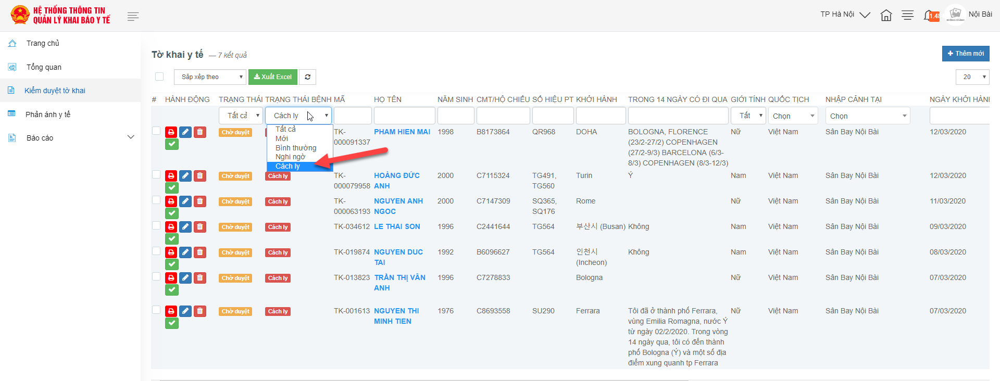 HỆ THỐNG THÔNG TIN
QUẢN LÝ KHAI BÁO Y TẾ
TP Hà Nội
Nội Bài
Trang chủ
Tổng quan
Kiểm duyệt tờ khai
Phản ánh y tế
Báo cáo
Tờ khai y tế — 7 kết quả
Thêm mới
Sắp xếp theo
Xuất Excel
20
# HÀNH ĐỘNG TRẠNG THÁI TRẠNG THÁI BỆNH MÃ HỌ TÊN NĂM SINH CMT/HỘ CHIẾU SỐ HIỆU PT KHỞI HÀNH TRONG 14 NGÀY CÓ ĐI QUA GIỚI TÍNH QUỐC TỊCH NHẬP CẢNH TẠI NGÀY KHỞI HÀNH
Tất cả Cách ly Tất Chọn Chọn
Tất cả
Mới
Bình thường
Nghi ngờ
Cách ly
Chờ duyệt TK- PHAM HIEN MAI 1998 B8173864 QR968 DOHA BOLOGNA, FLORENCE Nữ Việt Nam Sân Bay Nội Bài 12/03/2020
000091337 (23/2-27/2) COPENHAGEN
(27/2-9/3) BARCELONA (6/3-
8/3) COPENHAGEN (8/3-12/3)
Chờ duyệt Cách ly TK- HOÀNG ĐỨC 2000 C7115324 TG491, Turin Ý Nam Việt Nam Sân Bay Nội Bài 12/03/2020
000079958 ANH TG560
Chờ duyệt Cách ly TK- NGUYEN ANH 2000 C7147309 SQ365, Rome Nữ Việt Nam Sân Bay Nội Bài 11/03/2020
000063193 NGOC SQ176
Chờ duyệt Cách ly TK-034612 LE THAI SON 1996 C2441644 TG564 부산시 (Busan) Không Nam Việt Nam Sân Bay Nội Bài 09/03/2020
Chờ duyệt Cách ly TK-019874 NGUYEN DUC 1992 B6096627 TG564 인천시 Không Nam Việt Nam Sân Bay Nội Bài 08/03/2020
TAI (Incheon)
Chờ duyệt Cách ly TK-013823 TRẦN THỊ VÂN 1996 C7278833 Bologna Nữ Việt Nam Sân Bay Nội Bài 07/03/2020
ANH
Chờ duyệt Cách ly TK-001613 NGUYEN THI 1976 C8693558 SU290 Ferrara Tôi đã ở thành phố Ferrara, Nữ Việt Nam Sân Bay Nội Bài 07/03/2020
MINH TIEN vùng Emilia Romagna, nước Ý
từ ngày 02/2/2020. Trong vòng
14 ngày qua, tôi có đến thành
phố Bologna (Ý) và một số địa
điểm xung quanh tp Ferrara